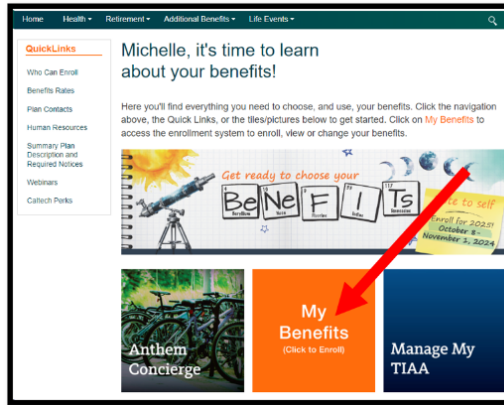 Home Health Retirement Additional Benefits Life Events
QuickLinks
Who Can Enroll
Benefits Rates
Plan Contacts
Human Resources
Summary Plan
Description and
Required Notices
Webinars
Caltech Perks
Michelle, it's time to learn
about your benefits!
Here you'll find everything you need to choose, and use, your benefits. Click the navigation
above, the Quick Links, or the tiles/pictures below to get started. Click on My Benefits to
access the enrollment system to enroll, view or change your benefits.
Get ready to choose your
BeNeFITs
te to self
Enroll for 2025!
October 8-
November 1, 2024
Anthem
Concierge
My
Benefits
(Click to Enroll)
Manage My
TIAA